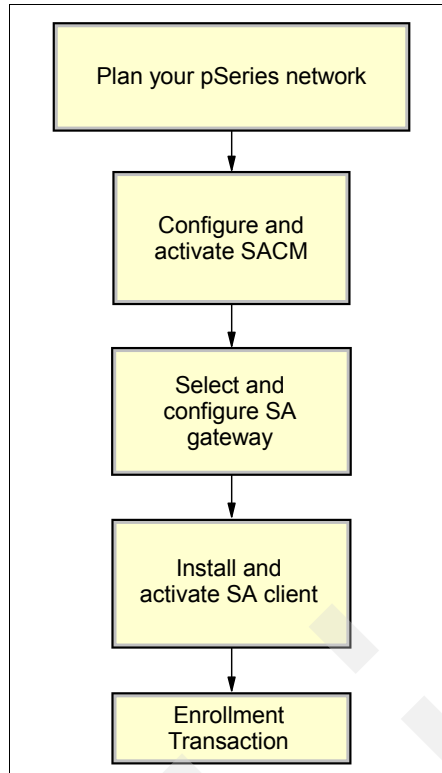 Plan your pSeries network
Configure and
activate SACM
Select and
configure SA
gateway
Install and
activate SA client
Enrollment
Transaction